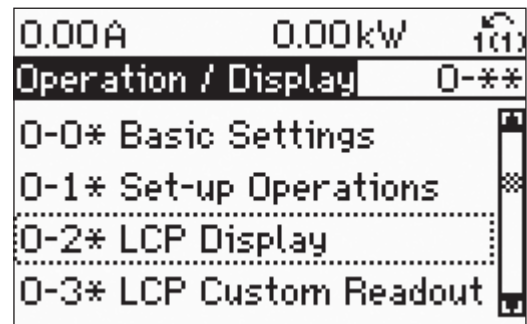 0.00A 0.00kW 1(1)
Operation / Display 0-**
0-0* Basic Settings
0-1* Set-up Operations
0-2* LCP Display
0-3* LCP Custom Readout